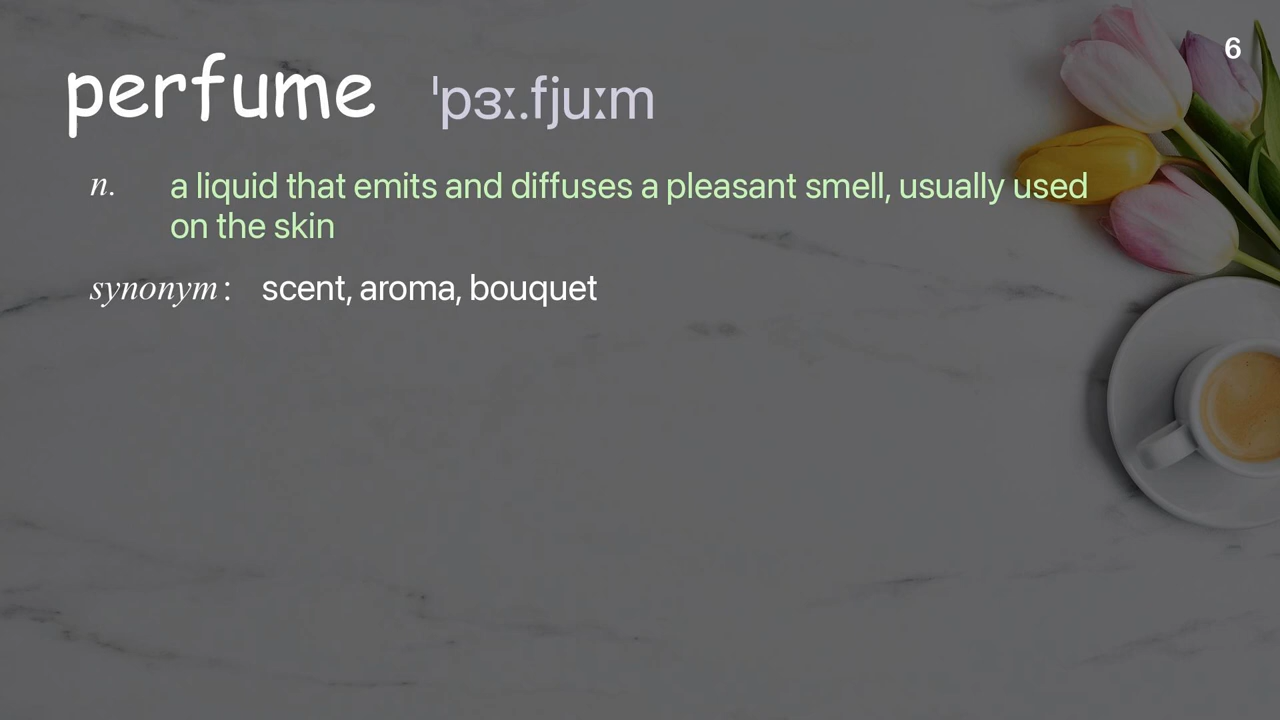 6
perfume ˈpɜː.fjuːm
n. a liquid that emits and diffuses a pleasant smell, usually used
on the skin
synonym : scent, aroma, bouquet